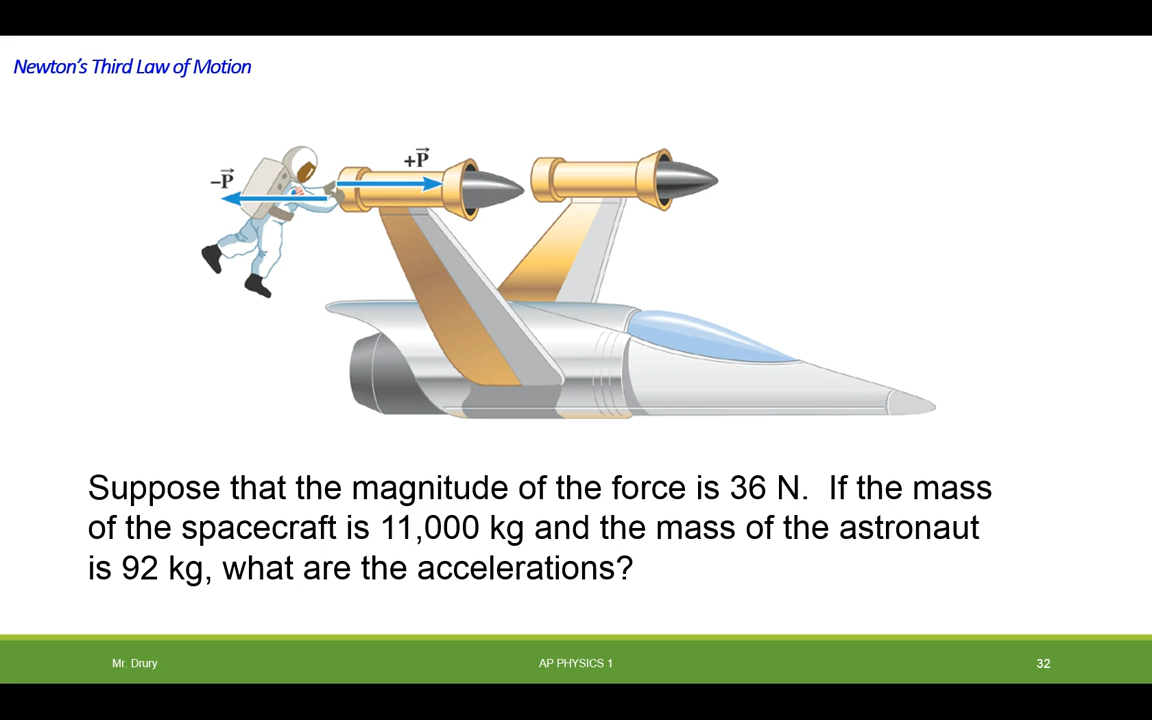 Newton's Third Law of Motion
+P⃗
−P⃗
Suppose that the magnitude of the force is 36 N.  If the mass
of the spacecraft is 11,000 kg and the mass of the astronaut
is 92 kg, what are the accelerations?
Mr. Drury
AP PHYSICS 1
32